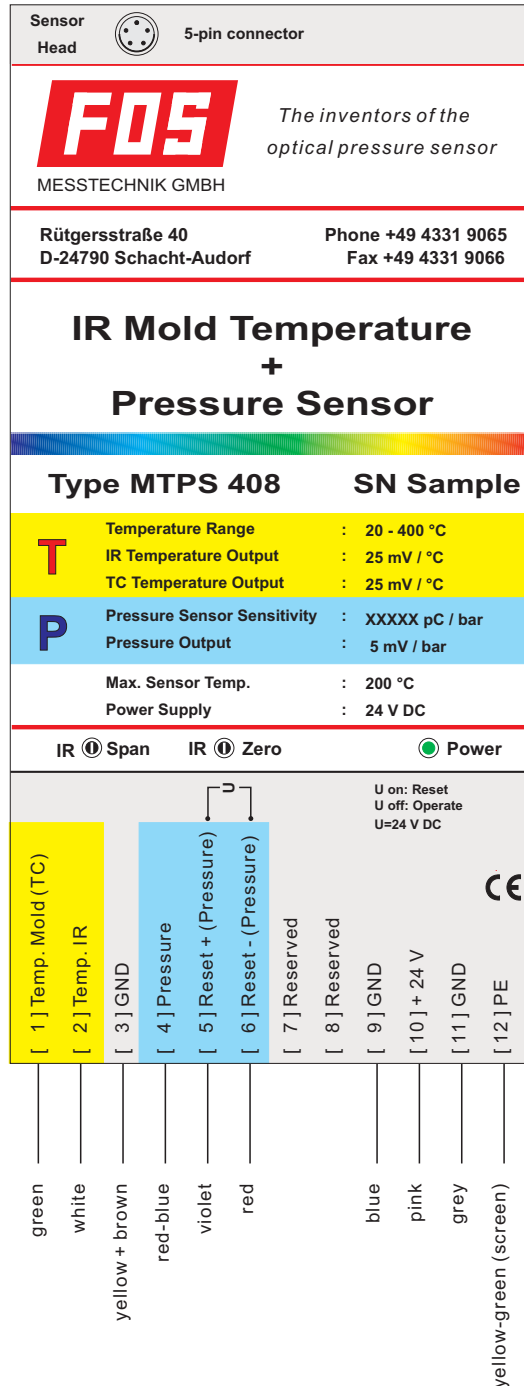 Sensor Head
5-pin connector
FOS
MESSTECHNIK GMBH
The inventors of the
optical pressure sensor
Rütgersstraße 40
D-24790 Schacht-Audorf
Phone +49 4331 9065
Fax +49 4331 9066
IR Mold Temperature
+
Pressure Sensor
Type MTPS 408 SN Sample
T
Temperature Range : 20 - 400 °C
IR Temperature Output : 25 mV / °C
TC Temperature Output : 25 mV / °C
P
Pressure Sensor Sensitivity : XXXXX pC / bar
Pressure Output : 5 mV / bar
Max. Sensor Temp. : 200 °C
Power Supply : 24 V DC
IR Span IR Zero Power
U
U on: Reset
U off: Operate
U=24 V DC
CE
[ 1 ] Temp. Mold (TC)
[ 2 ] Temp. IR
[ 3 ] GND
[ 4 ] Pressure
[ 5 ] Reset + (Pressure)
[ 6 ] Reset - (Pressure)
[ 7 ] Reserved
[ 8 ] Reserved
[ 9 ] GND
[10] + 24 V
[11] GND
[12] PE
green
white
yellow + brown
red-blue
violet
red
blue
pink
grey
yellow-green (screen)